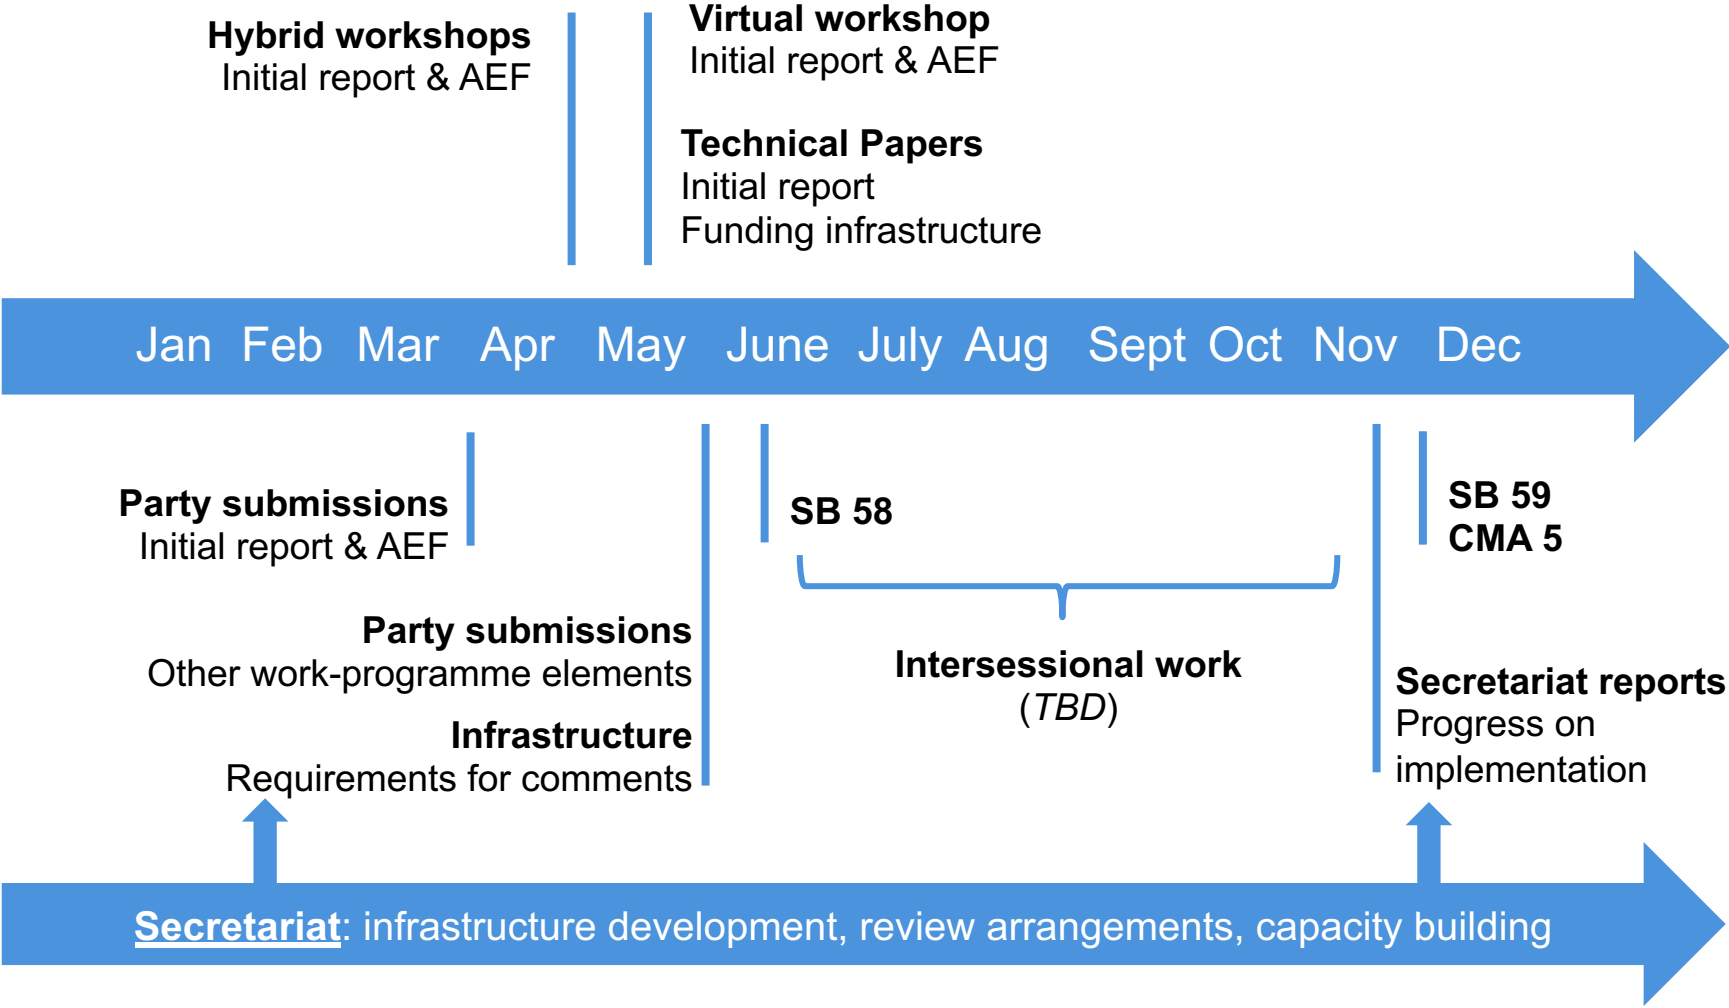 Hybrid workshops
Initial report & AEF
Virtual workshop
Initial report & AEF
Technical Papers
Initial report
Funding infrastructure
Jan Feb Mar Apr May June July Aug Sept Oct Nov Dec
Party submissions
Initial report & AEF
SB 58
SB 59
CMA 5
Party submissions
Other work-programme elements
Infrastructure
Requirements for comments
Intersessional work
(TBD)
Secretariat reports
Progress on
implementation
Secretariat: infrastructure development, review arrangements, capacity building